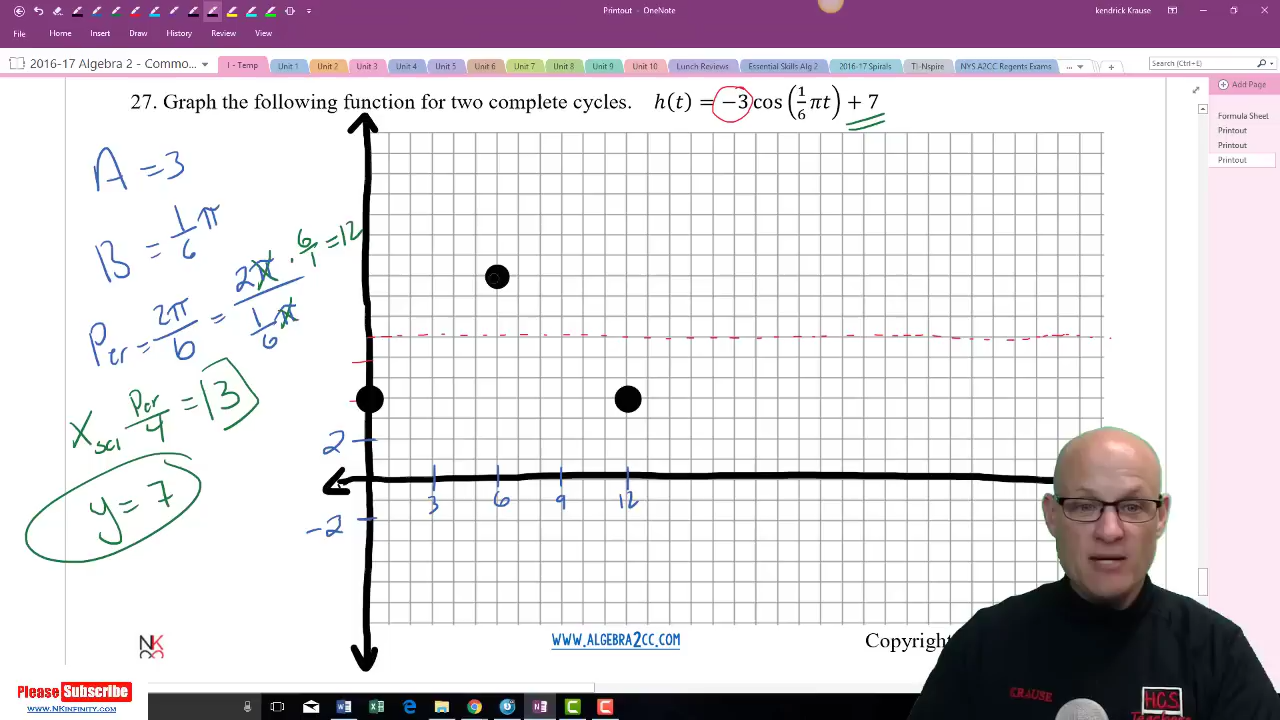 Printout - OneNote
kendrick Krause
File Home Insert Draw History Review View
2016-17 Algebra 2 - Commo...
I - Temp Unit 1 Unit 2 Unit 3 Unit 4 Unit 5 Unit 6 Unit 7 Unit 8 Unit 9 Unit 10 Lunch Reviews Essential Skills Alg 2 2016-17 Spirals TI-Nspire NYS A2CC Regents Exams ...
Search (Ctrl+E)
Add Page
Formula Sheet
Printout
Printout
Printout
27. Graph the following function for two complete cycles. h(t) = −3cos(1/6 πt) + 7
A = 3
B = 1/6 π
Per = 2π/b = 2π/(1/6 π) · 6/1 = 12
Xscl Per/4 = 3
y = 7
2
-2
3 6 9 12
NK
WWW.ALGEBRA2CC.COM
Copyright
Please Subscribe
www.NKinfinity.com
KRAUSE
H.C.S.
Teachers